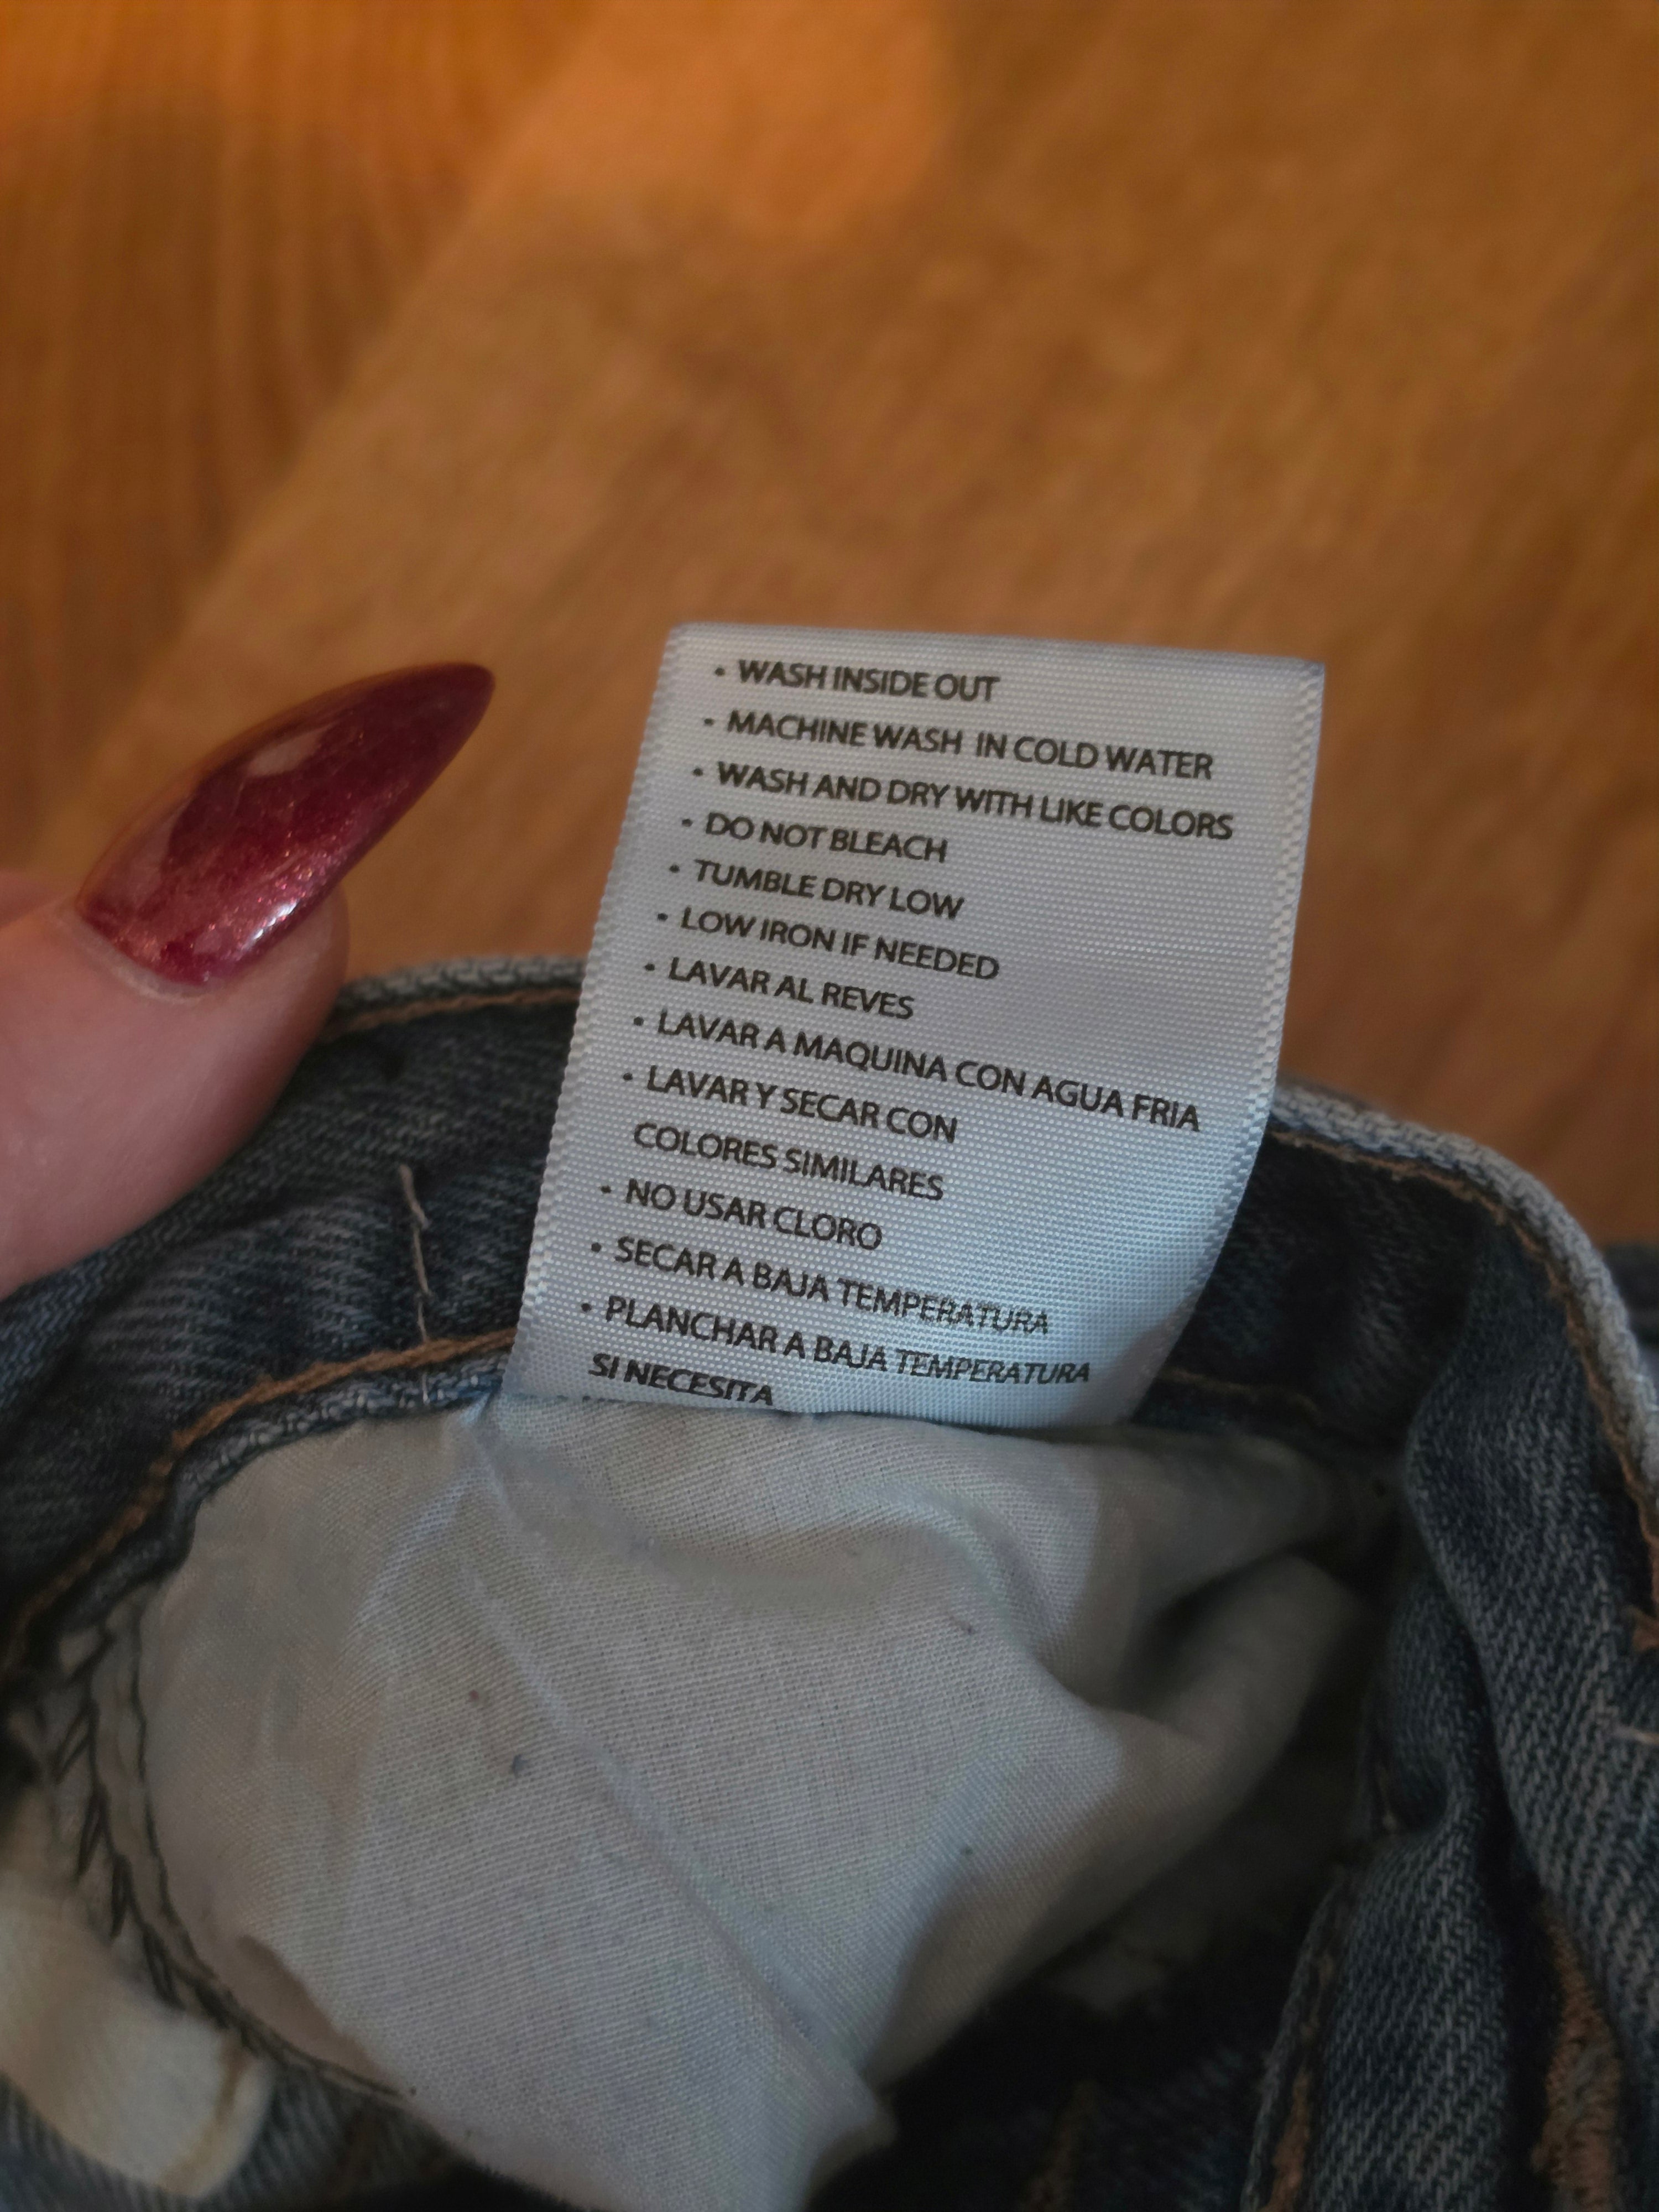 • WASH INSIDE OUT
• MACHINE WASH IN COLD WATER
• WASH AND DRY WITH LIKE COLORS
• DO NOT BLEACH
• TUMBLE DRY LOW
• LOW IRON IF NEEDED
• LAVAR AL REVES
• LAVAR A MAQUINA CON AGUA FRIA
• LAVAR Y SECAR CON
COLORES SIMILARES
• NO USAR CLORO
• SECAR A BAJA TEMPERATURA
• PLANCHAR A BAJA TEMPERATURA
SI NECESITA